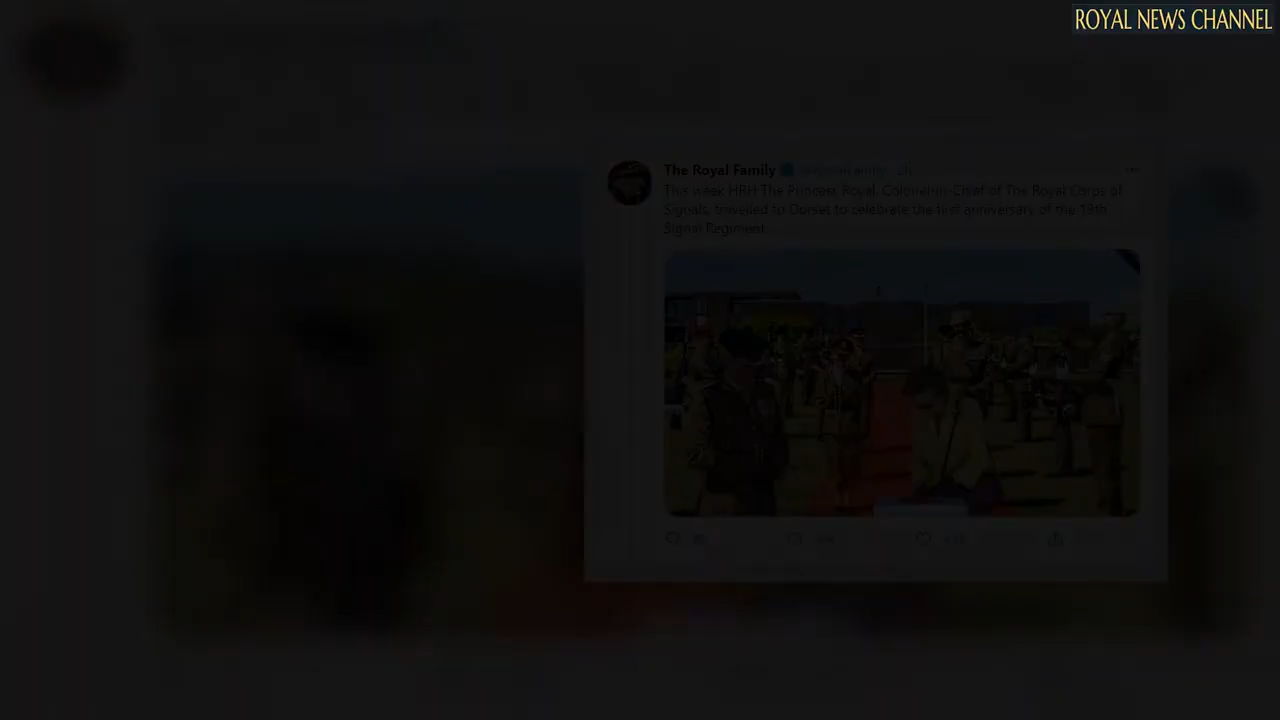 ROYAL NEWS CHANNEL
The Royal Family
This week HRH The Princess Royal, Colonel-in-Chief of The Royal Corps of
Signals, travelled to Dorset to celebrate the first anniversary of the 13th
Signal Regiment.